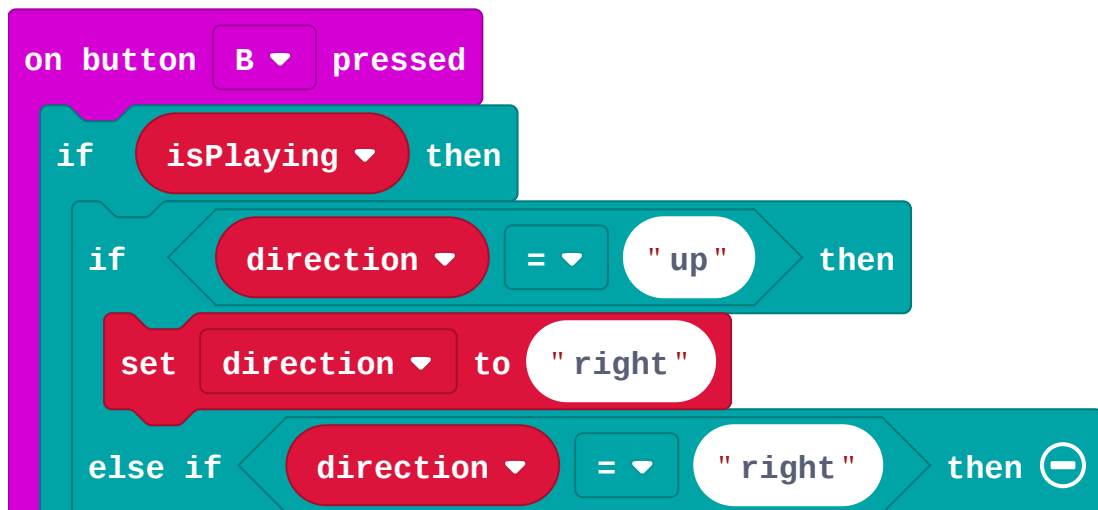 on button B pressed
if isPlaying then
if direction = "up" then
set direction to "right"
else if direction = "right" then